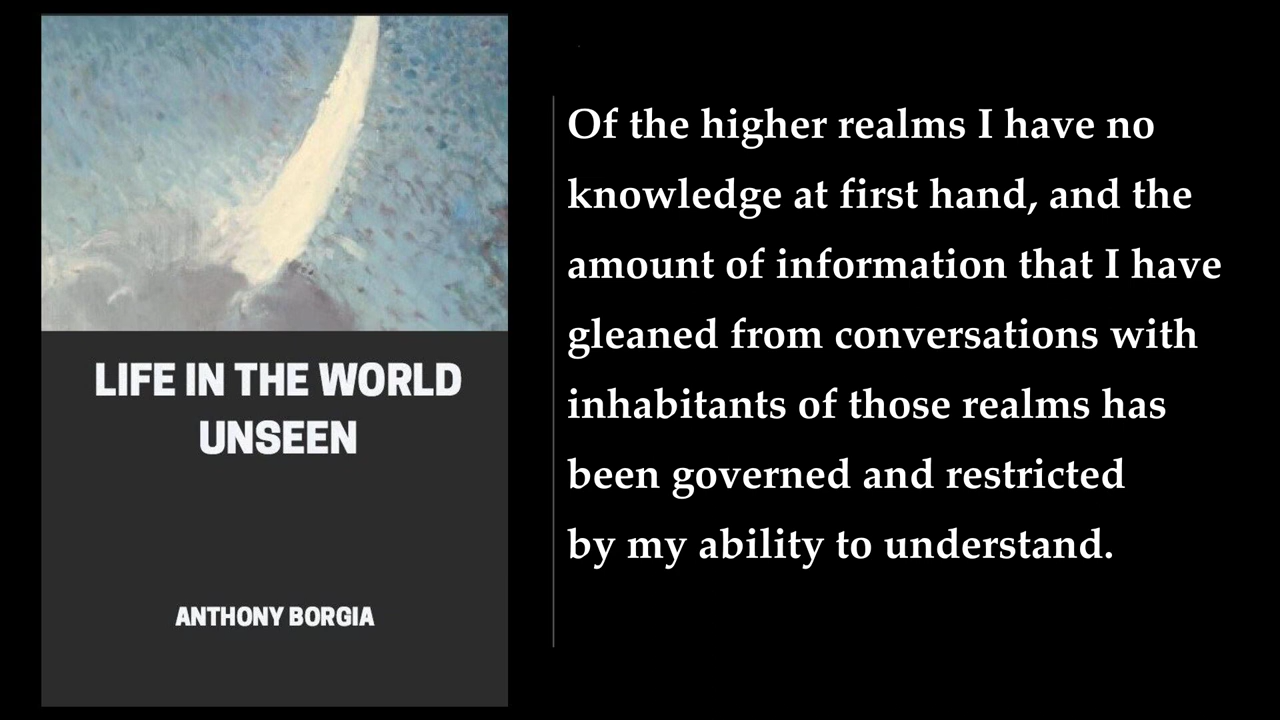 LIFE IN THE WORLD
UNSEEN
ANTHONY BORGIA
Of the higher realms I have no
knowledge at first hand, and the
amount of information that I have
gleaned from conversations with
inhabitants of those realms has
been governed and restricted
by my ability to understand.